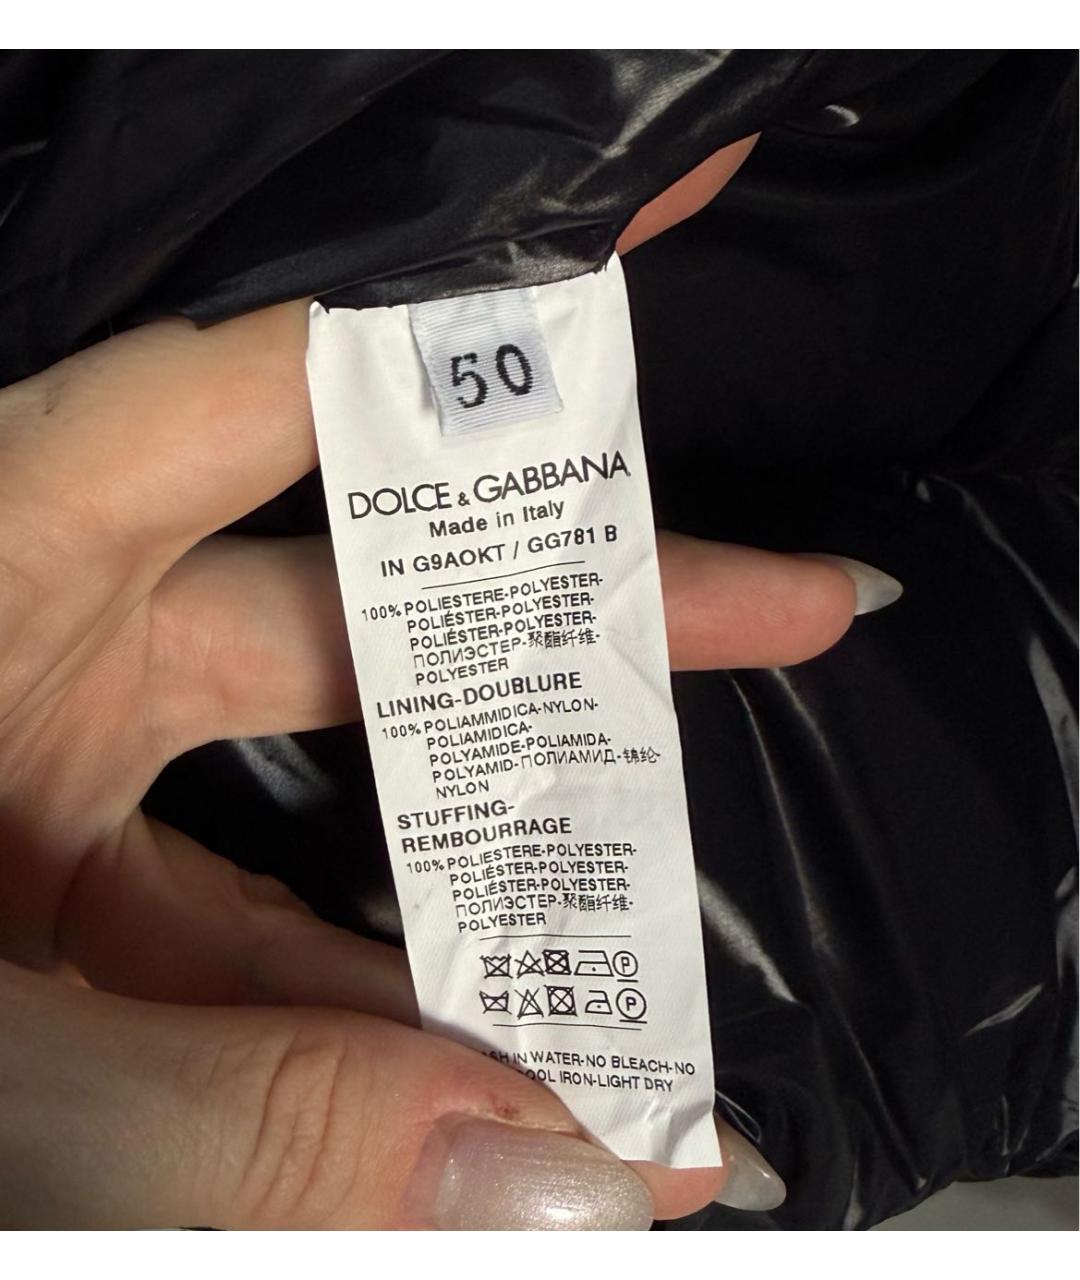 50
DOLCE & GABBANA
Made in Italy
IN G9AOKT / GG781 B
100% POLIESTERE-POLYESTER-
POLIÉSTER-POLYESTER-
POLIÉSTER-POLYESTER-
ПОЛИЭСТЕР-聚酯纤维-
POLYESTER
LINING-DOUBLURE
100% POLIAMMIDICA-NYLON-
POLIAMIDICA-
POLYAMIDE-POLIAMIDA-
POLYAMID-ПОЛИАМИД-锦纶-
NYLON
STUFFING-
REMBOURRAGE
100% POLIESTERE-POLYESTER-
POLIÉSTER-POLYESTER-
POLIÉSTER-POLYESTER-
ПОЛИЭСТЕР-聚酯纤维-
POLYESTER
P
P
IN WATER-NO BLEACH-NO
IRON-LIGHT DRY